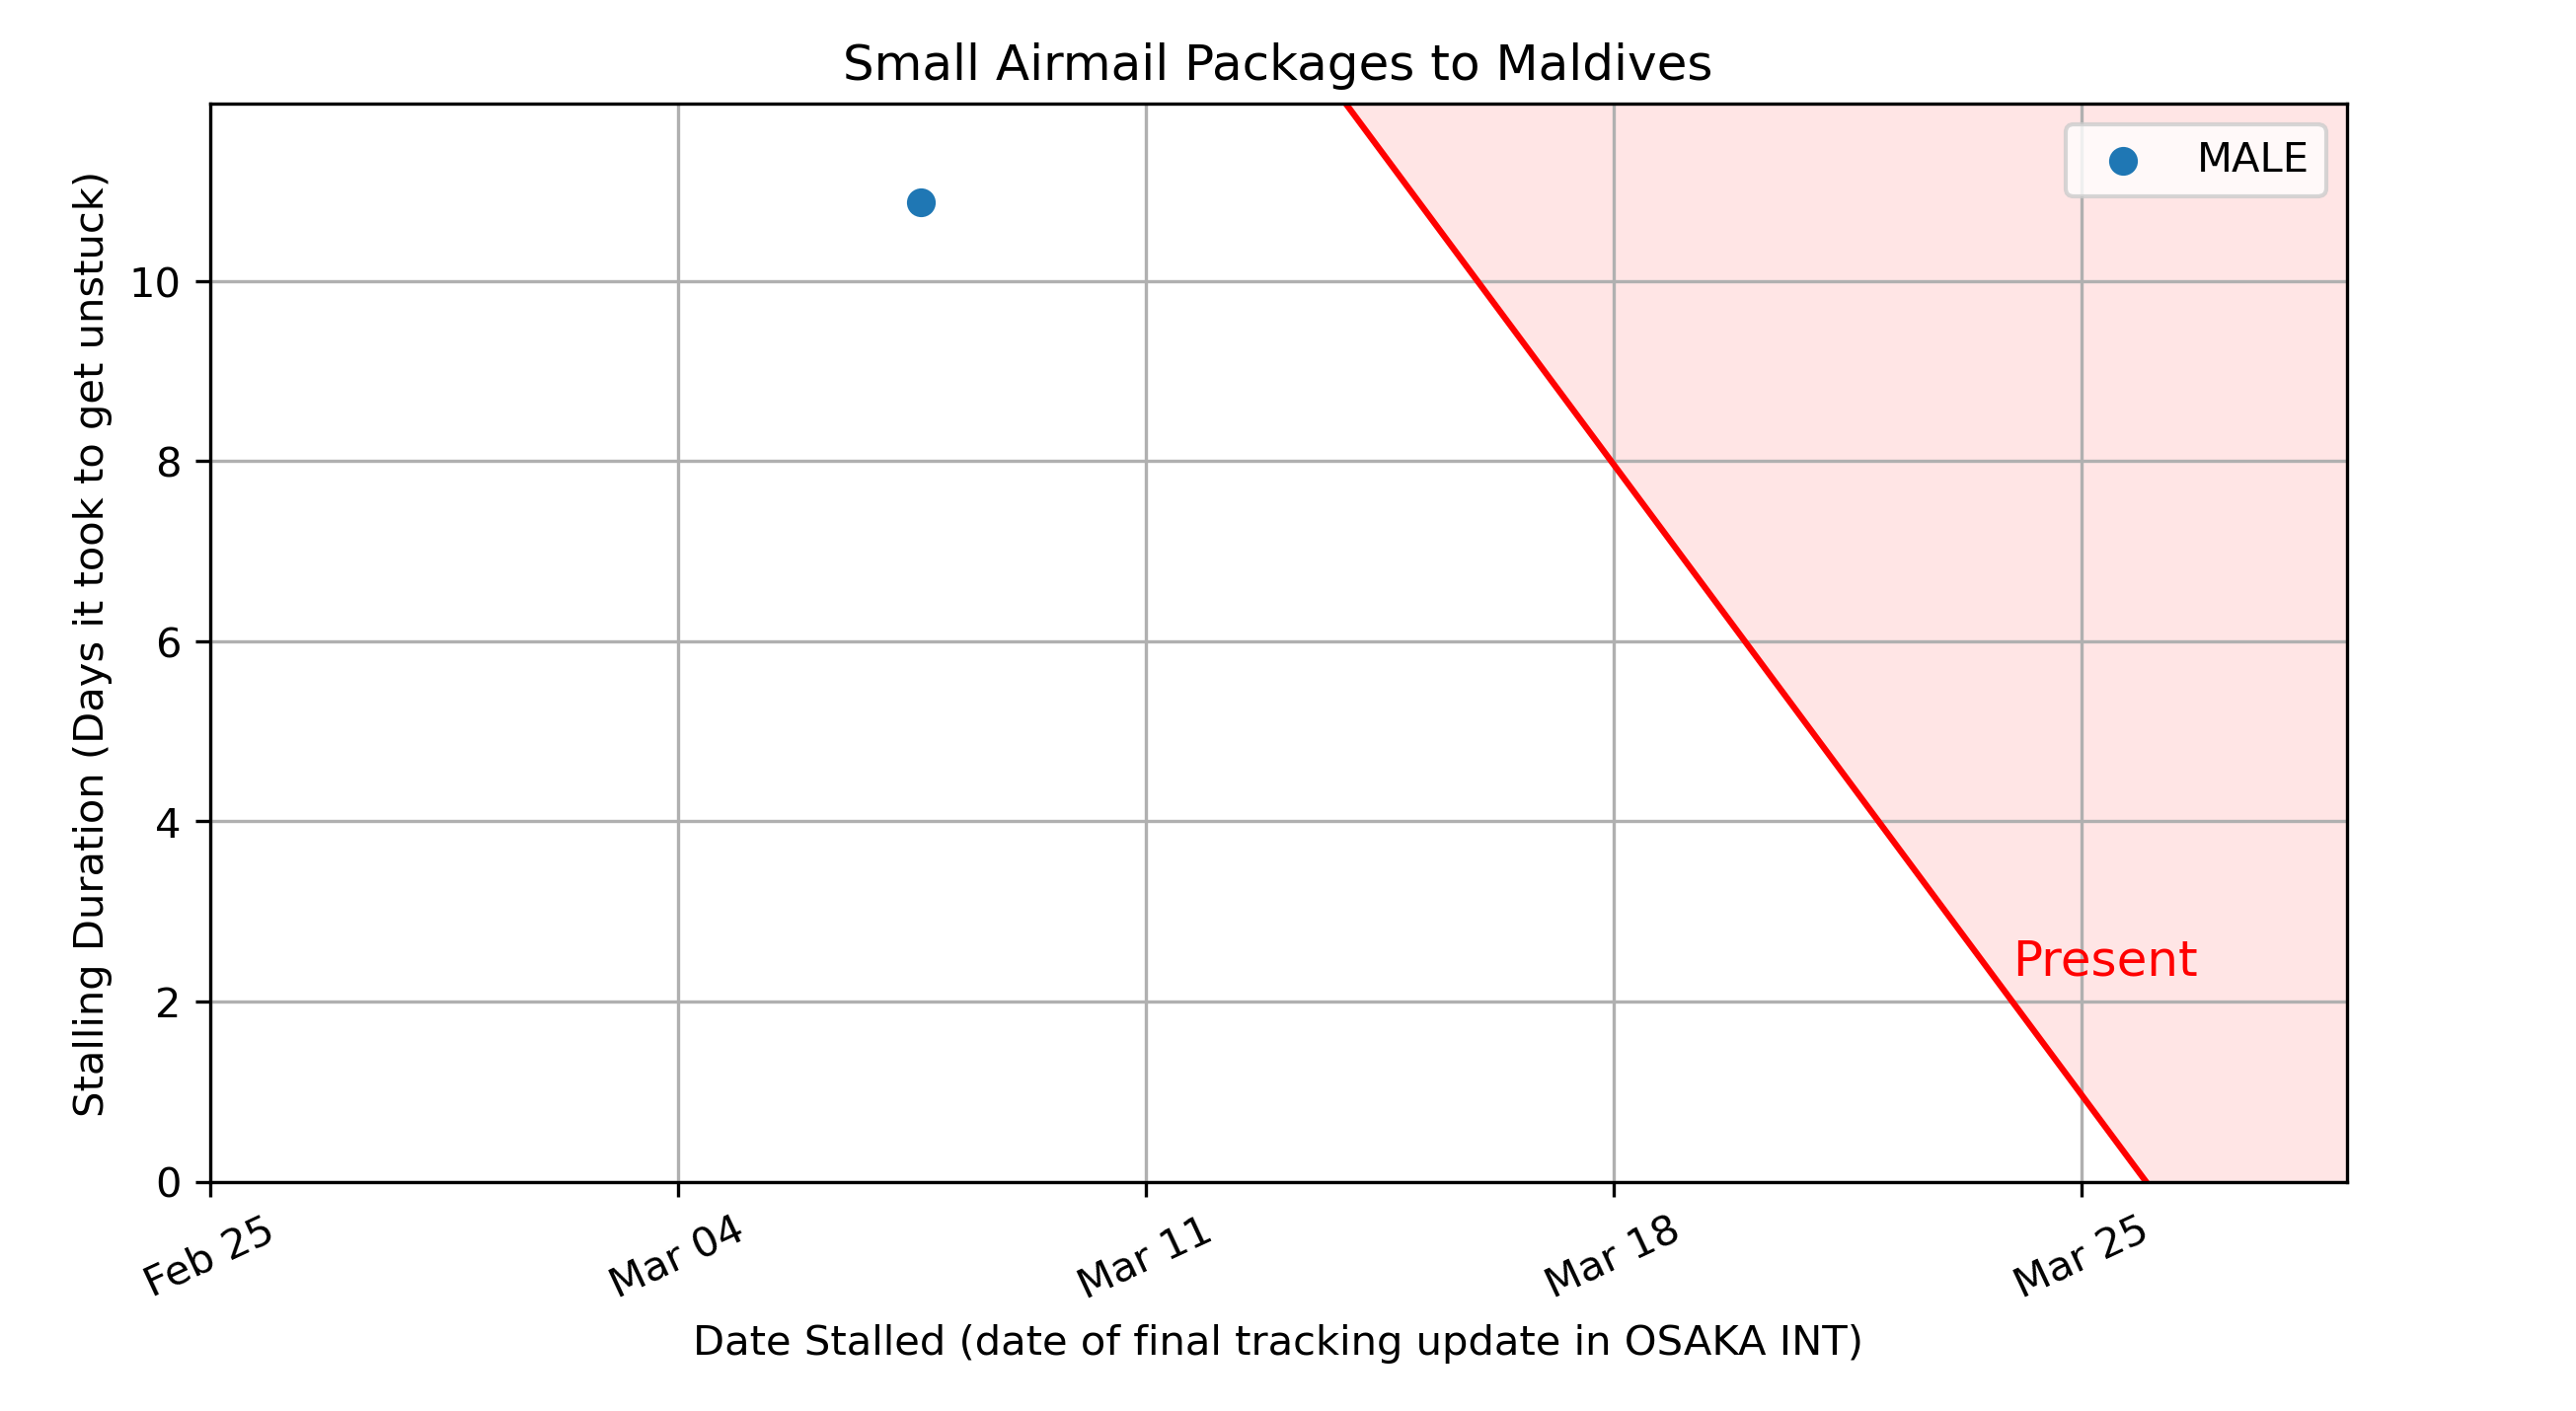 Small Airmail Packages to Maldives
MALE
Stalling Duration (Days it took to get unstuck)
10
8
6
4
2
0
Present
Feb 25
Mar 04
Mar 11
Mar 18
Mar 25
Date Stalled (date of final tracking update in OSAKA INT)